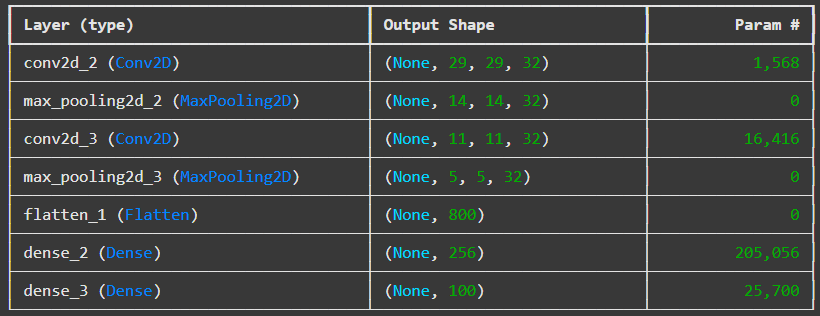 Layer (type) Output Shape Param #
conv2d_2 (Conv2D) (None, 29, 29, 32) 1,568
max_pooling2d_2 (MaxPooling2D) (None, 14, 14, 32) 0
conv2d_3 (Conv2D) (None, 11, 11, 32) 16,416
max_pooling2d_3 (MaxPooling2D) (None, 5, 5, 32) 0
flatten_1 (Flatten) (None, 800) 0
dense_2 (Dense) (None, 256) 205,056
dense_3 (Dense) (None, 100) 25,700